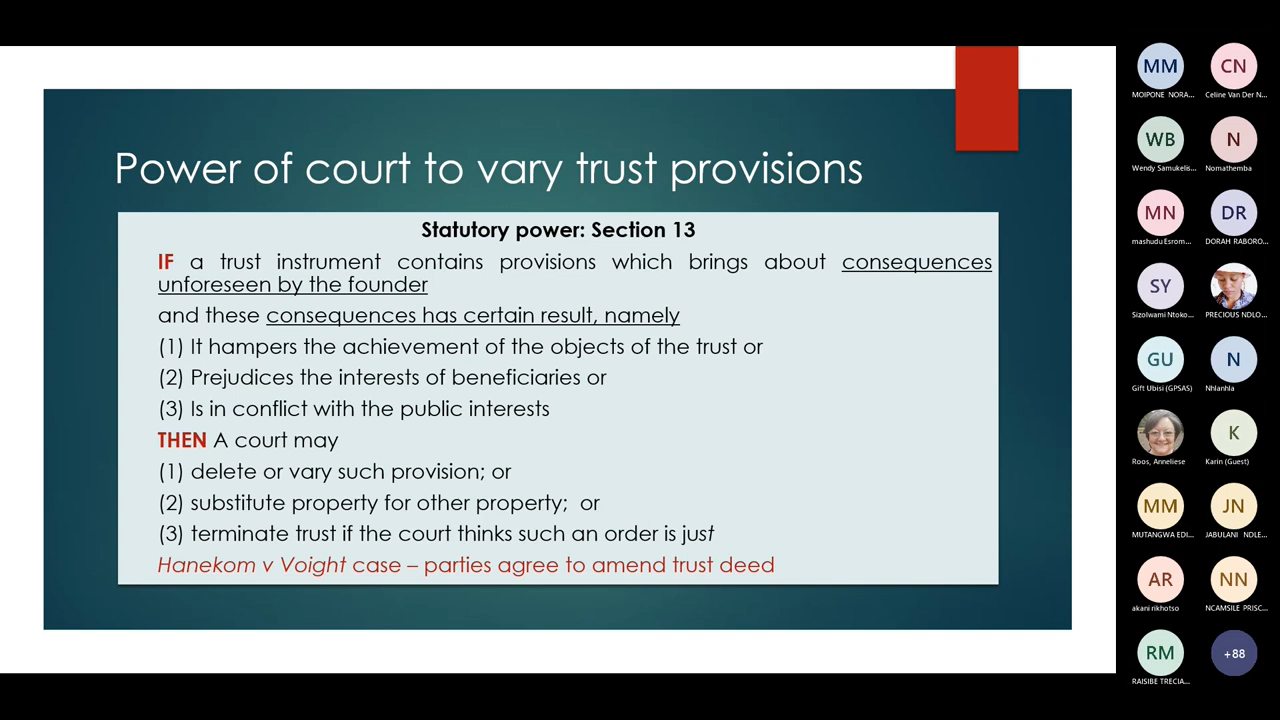 Power of court to vary trust provisions
Statutory power: Section 13
IF a trust instrument contains provisions which brings about consequences
unforeseen by the founder
and these consequences has certain result, namely
(1) It hampers the achievement of the objects of the trust or
(2) Prejudices the interests of beneficiaries or
(3) Is in conflict with the public interests
THEN A court may
(1) delete or vary such provision; or
(2) substitute property for other property; or
(3) terminate trust if the court thinks such an order is just
Hanekom v Voight case – parties agree to amend trust deed
MM
MOIPONE NORA...
CN
Celine Van Der N...
WB
Wendy Samukelis...
N
Nomathemba
MN
mashudu Esrom...
DR
DORAH RABORO...
SY
Sizolwami Ntoko...
PRECIOUS NDLO...
GU
Gift Ubisi (GPSAS)
N
Nhlanhla
Roos, Anneliese
K
Karin (Guest)
MM
MUTANGWA EDI...
JN
JABULANI NDLE...
AR
akani rikhotso
NN
NCAMSILE PRISC...
RM
RAISIBE TRECIA...
+88